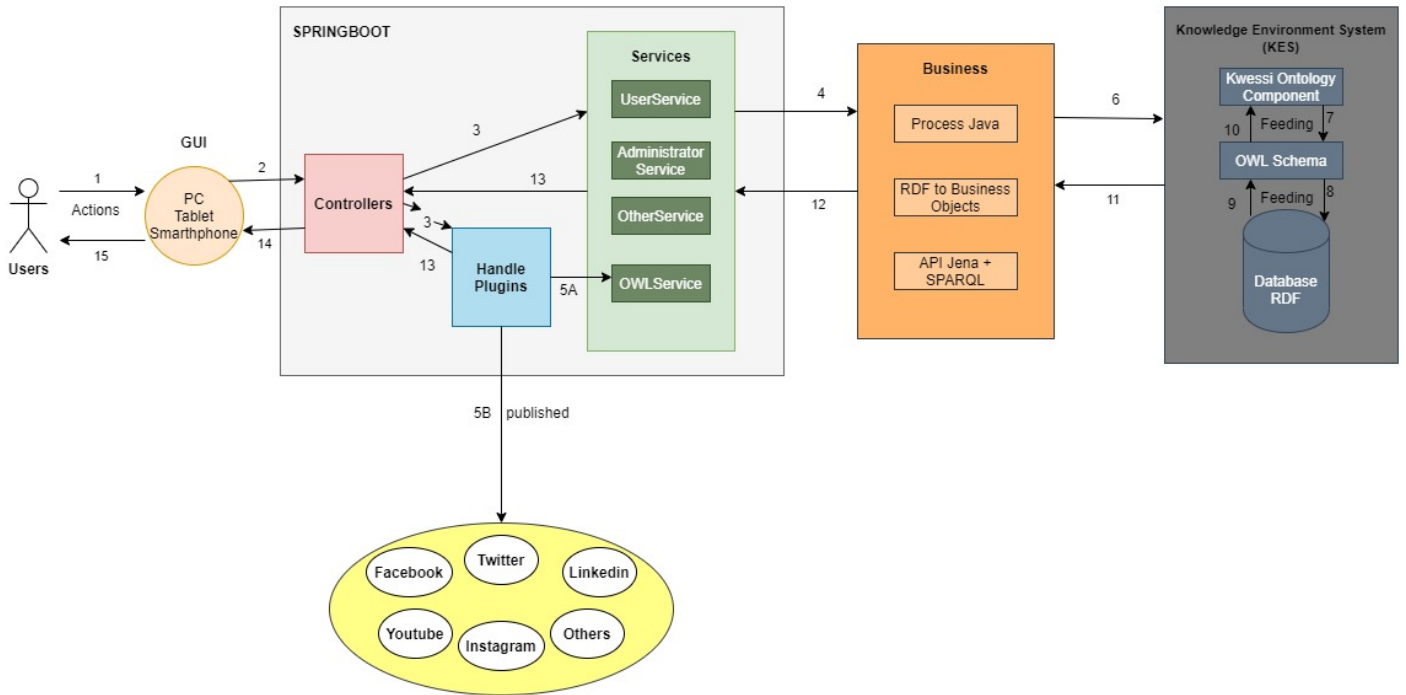 SPRINGBOOT
Services
UserService
Administrator
Service
OtherService
OWLService
Business
Process Java
RDF to Business
Objects
API Jena +
SPARQL
Knowledge Environment System
(KES)
Kwessi Ontology
Component
10
Feeding
7
OWL Schema
9
Feeding
8
Database
RDF
GUI
PC
Tablet
Smarthphone
Users
1
Actions
15
2
14
Controllers
3
13
3
13
Handle
Plugins
5A
4
12
6
11
5B
published
Facebook
Twitter
Linkedin
Youtube
Instagram
Others